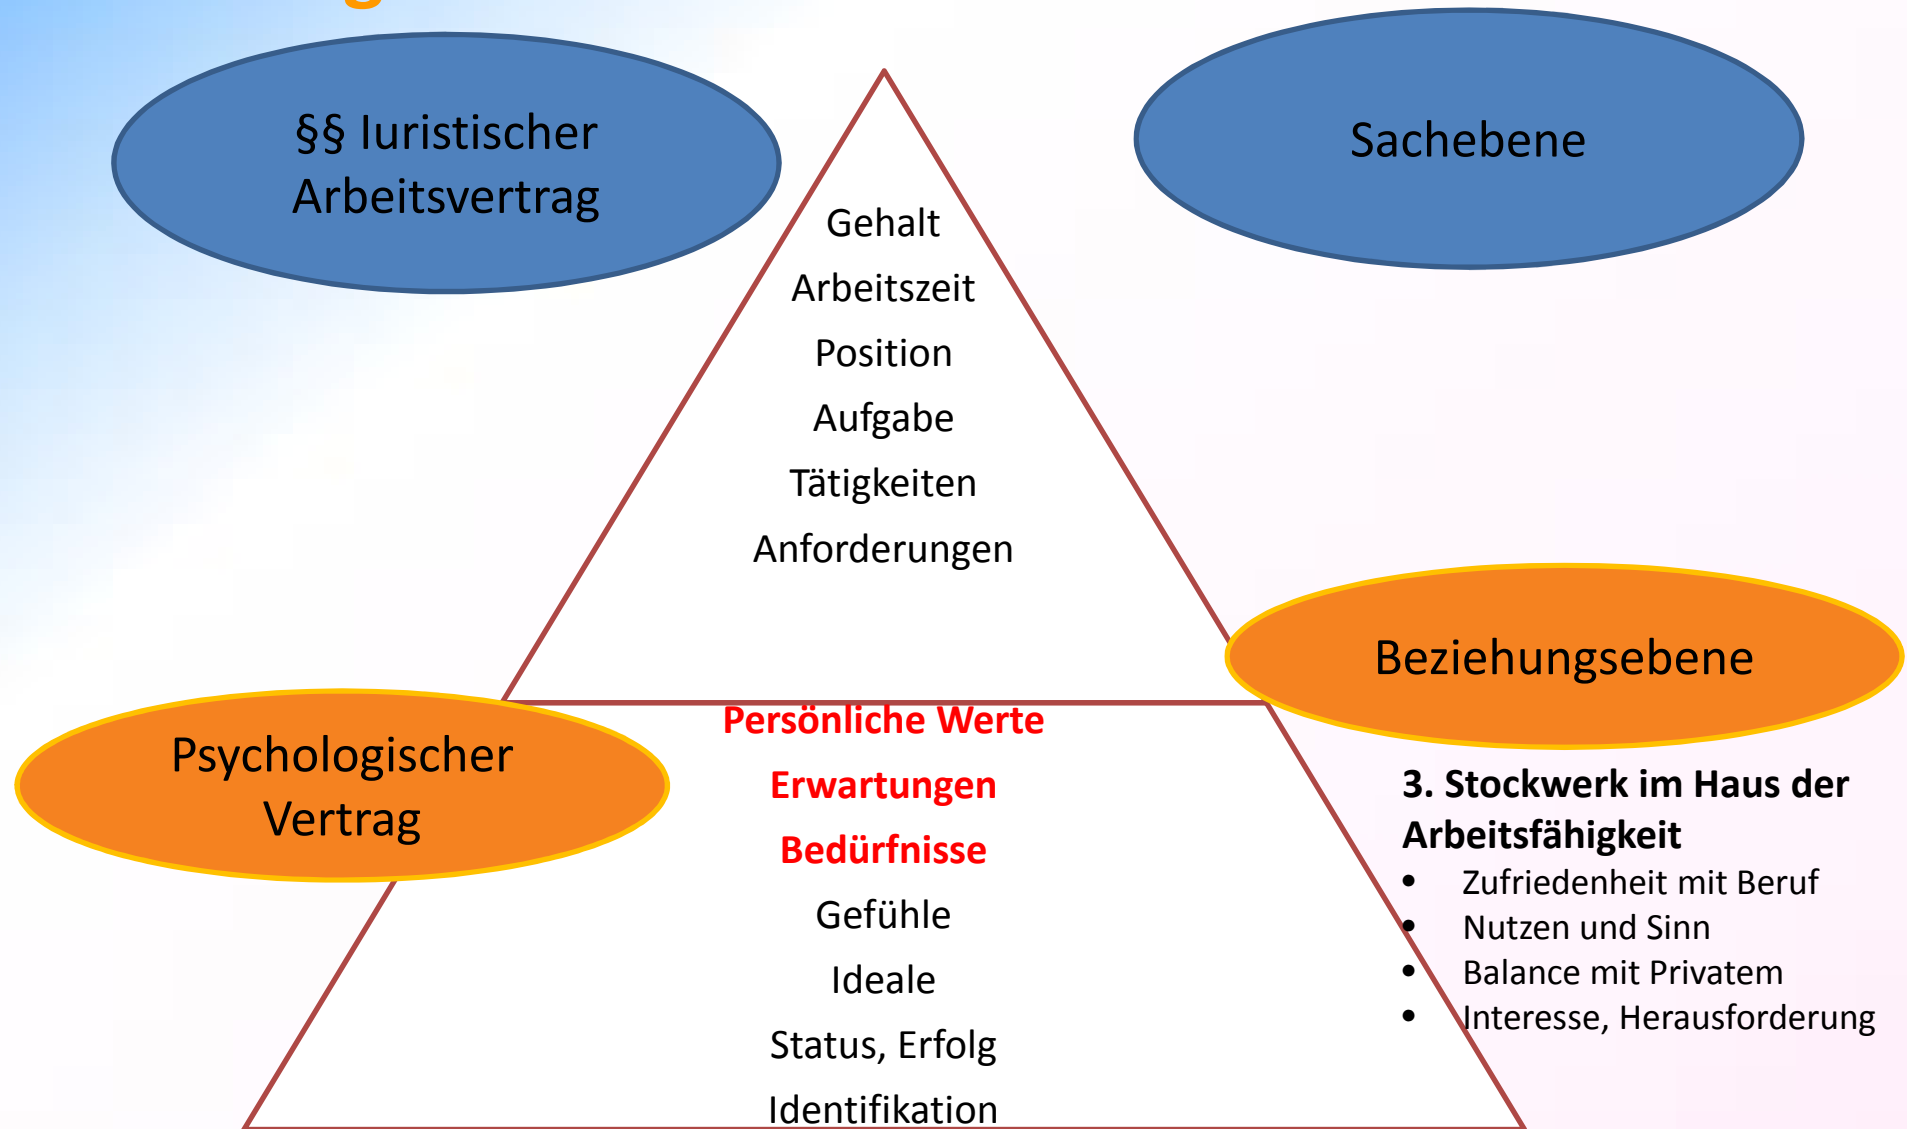 §§ Iuristischer
Arbeitsvertrag
Sachebene
Gehalt
Arbeitszeit
Position
Aufgabe
Tätigkeiten
Anforderungen
Beziehungsebene
Psychologischer
Vertrag
Persönliche Werte
Erwartungen
Bedürfnisse
Gefühle
Ideale
Status, Erfolg
Identifikation
3. Stockwerk im Haus der
Arbeitsfähigkeit
• Zufriedenheit mit Beruf
• Nutzen und Sinn
• Balance mit Privatem
• Interesse, Herausforderung